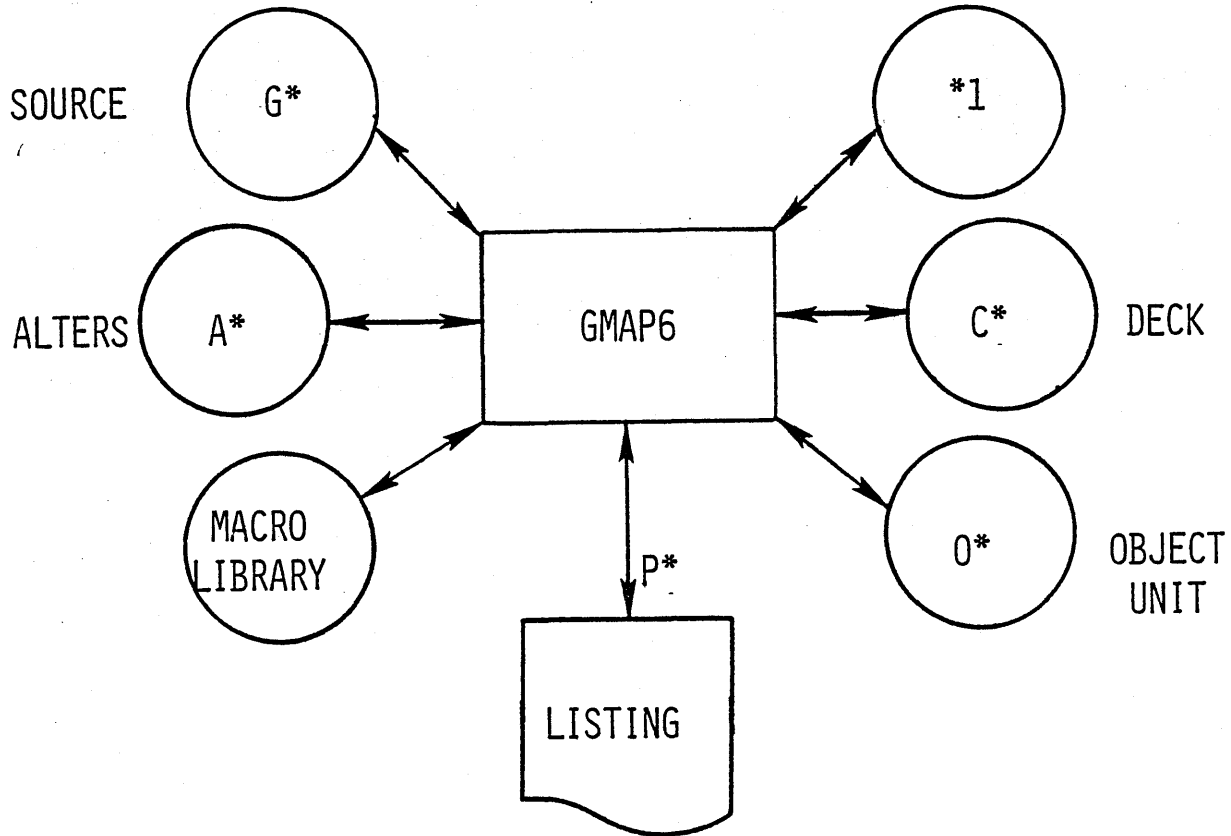 SOURCE
G*
*1
ALTERS
A*
GMAP6
C*
DECK
MACRO
LIBRARY
P*
O*
OBJECT
UNIT
LISTING